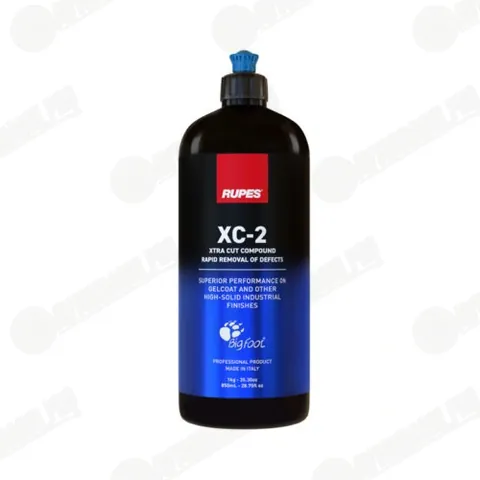 RUPES®
XC-2
XTRA CUT COMPOUND
RAPID REMOVAL OF DEFECTS
SUPERIOR PERFORMANCE ON
GELCOAT AND OTHER
HIGH-SOLID INDUSTRIAL
FINISHES
BigFoot
PROFESSIONAL PRODUCT
MADE IN ITALY
1kg - 35.30oz
850mL - 28.75fl oz